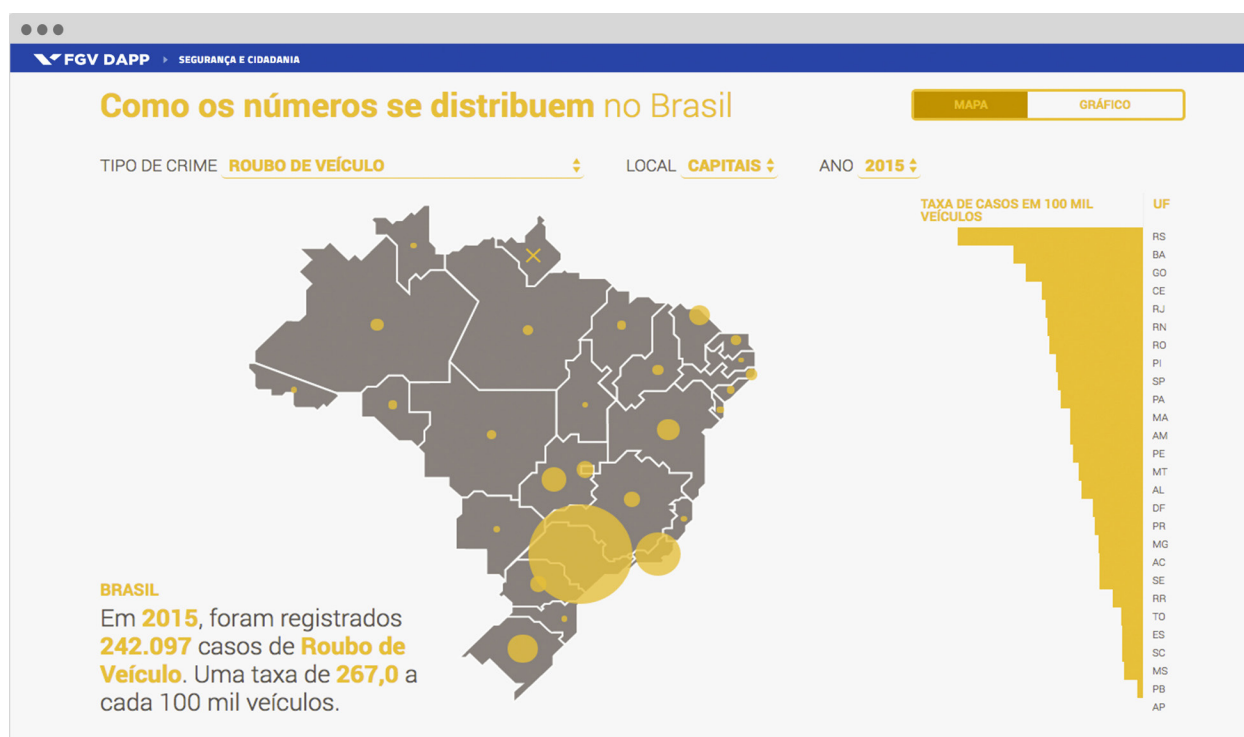 FGV DAPP SEGURANÇA E CIDADANIA
Como os números se distribuem no Brasil
MAPA GRÁFICO
TIPO DE CRIME ROUBO DE VEÍCULO LOCAL CAPITAIS ANO 2015
TAXA DE CASOS EM 100 MIL
VEÍCULOS
UF
RS
BA
GO
CE
RJ
RN
RO
PI
SP
PA
MA
AM
PE
MT
AL
DF
PR
MG
AC
SE
RR
TO
ES
SC
MS
PB
AP
BRASIL
Em 2015, foram registrados
242.097 casos de Roubo de
Veículo. Uma taxa de 267,0 a
cada 100 mil veículos.